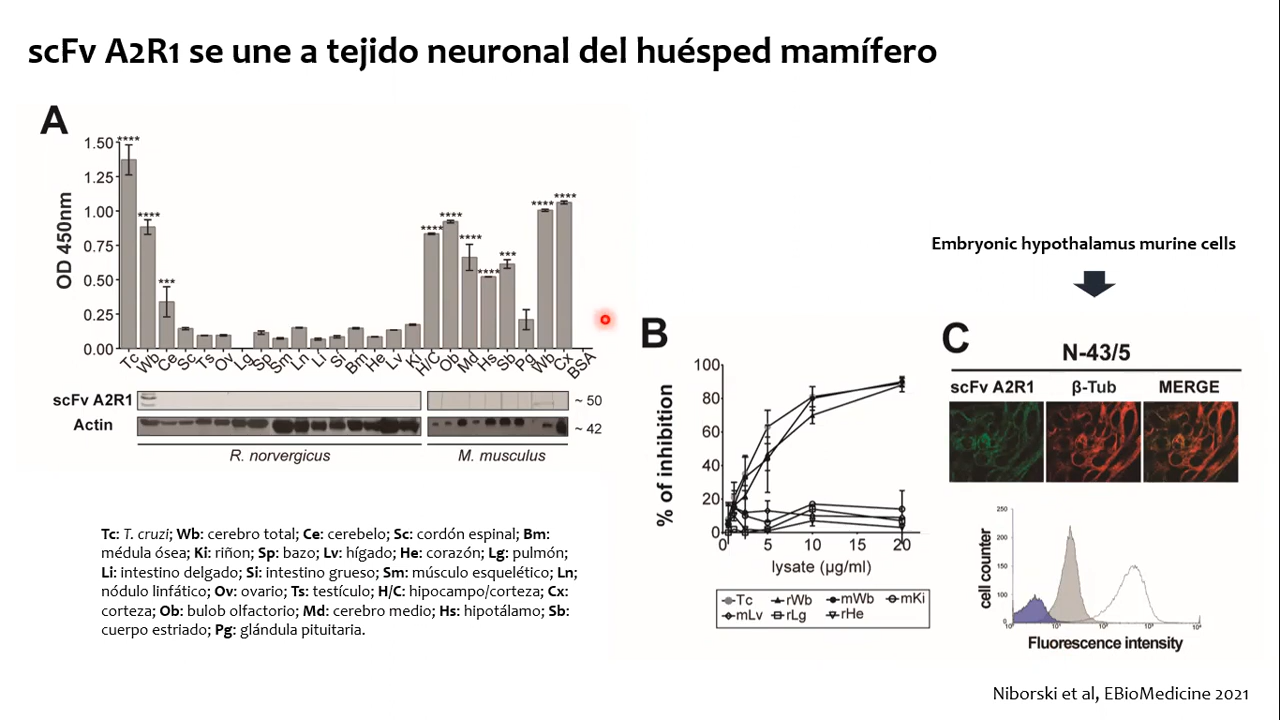 scFv A2R1 se une a tejido neuronal del huésped mamífero
A
OD 450nm
1.50
1.25
1.00
0.75
0.50
0.25
0.00
**** **** *** **** **** **** **** *** **** ****
Tc Wb Ce Sc Ts Ov Lg Sp Sm Ln Li Si Bm He Lv Ki H/C Ob Md Hs Sb Pg Wb Cx BSA
scFv A2R1 ~ 50
Actin ~ 42
R. norvergicus M. musculus
Tc: T. cruzi; Wb: cerebro total; Ce: cerebelo; Sc: cordón espinal; Bm:
médula ósea; Ki: riñon; Sp: bazo; Lv: hígado; He: corazón; Lg: pulmón;
Li: intestino delgado; Si: intestino grueso; Sm: músculo esquelético; Ln;
nódulo linfático; Ov: ovario; Ts: testículo; H/C: hipocampo/corteza; Cx:
corteza; Ob: bulob olfactorio; Md: cerebro medio; Hs: hipotálamo; Sb:
cuerpo estriado; Pg: glándula pituitaria.
B
% of inhibition
100
80
60
40
20
0
0 5 10 15 20
lysate (µg/ml)
Tc rWb mWb mKi
mLv rLg rHe
Embryonic hypothalamus murine cells
C
N-43/5
scFv A2R1 β-Tub MERGE
cell counter
250
200
150
100
50
0
10⁰ 10¹ 10² 10³ 10⁴
Fluorescence intensity
Niborski et al, EBioMedicine 2021